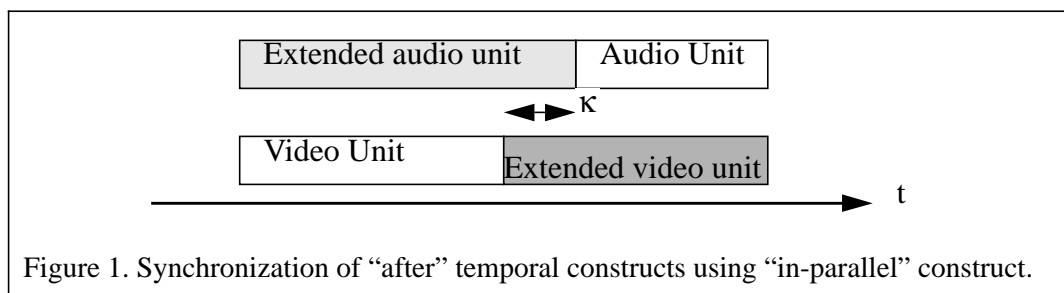 Extended audio unit Audio Unit
κ
Video Unit Extended video unit
t
Figure 1. Synchronization of “after” temporal constructs using “in-parallel” construct.